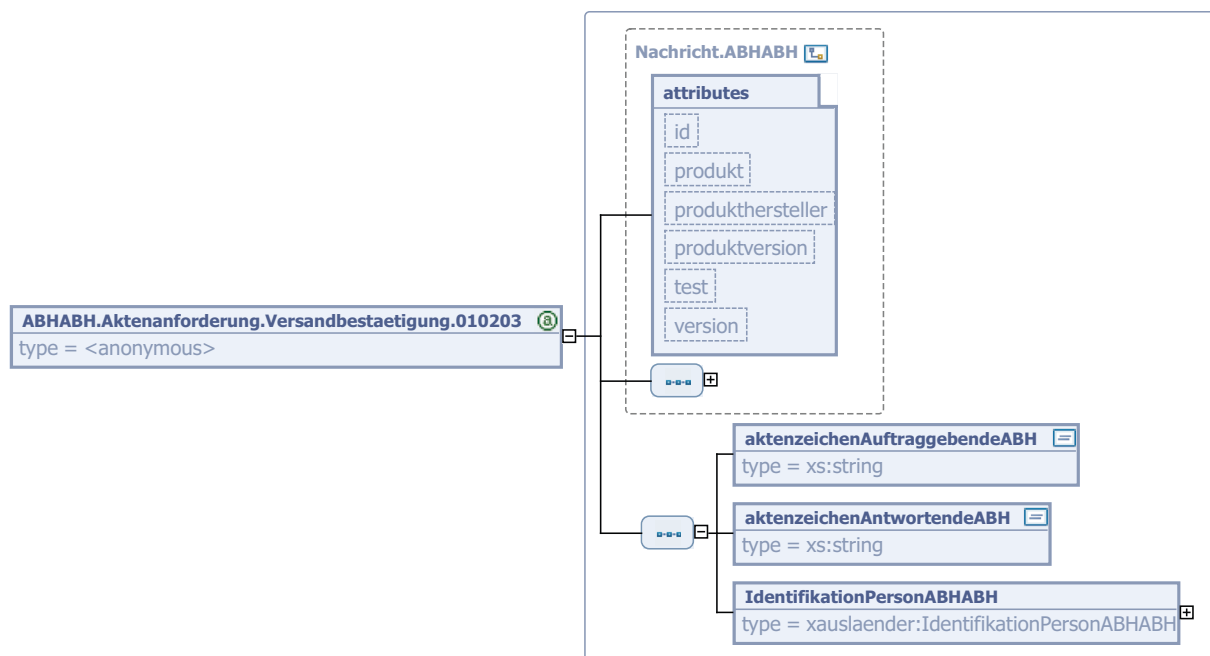 Nachricht.ABHABH
attributes
id
produkt
produkthersteller
produktversion
test
version
ABHABH.Aktenanforderung.Versandbestaetigung.010203
type = <anonymous>
aktenzeichenAuftraggebendeABH
type = xs:string
aktenzeichenAntwortendeABH
type = xs:string
IdentifikationPersonABHABH
type = xauslaender:IdentifikationPersonABHABH